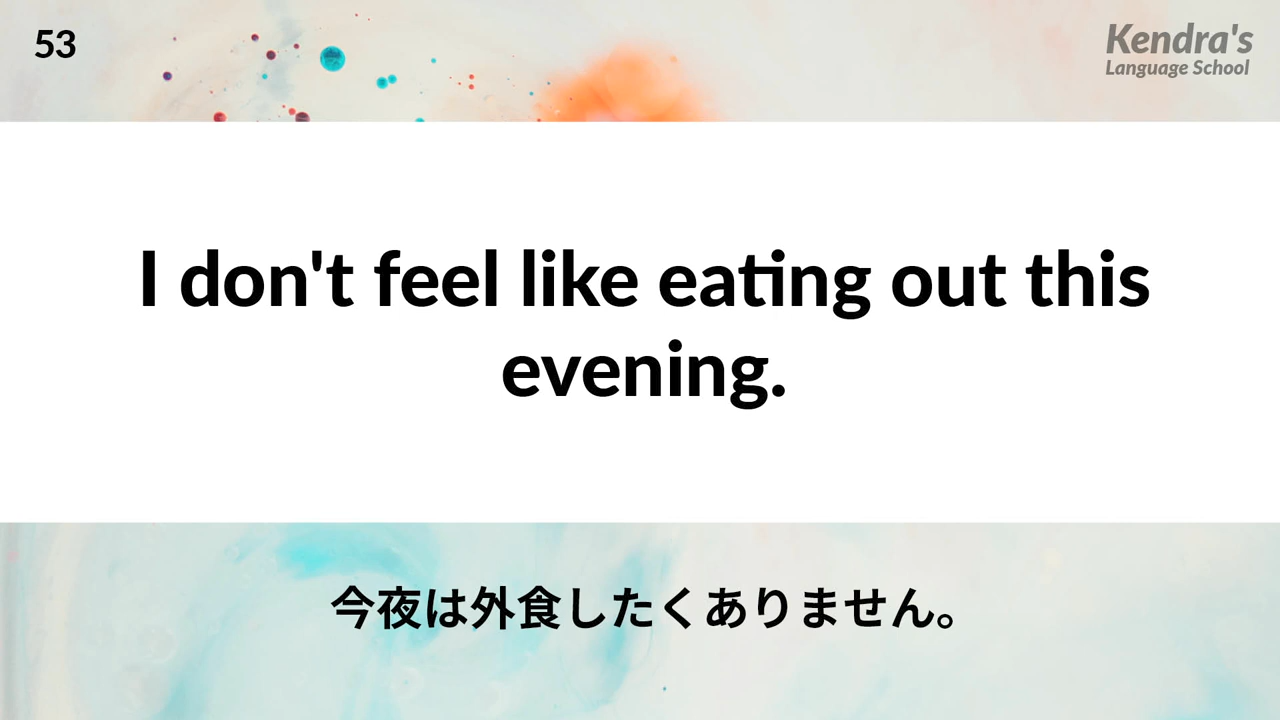 53
Kendra's
Language School
I don't feel like eating out this
evening.
今夜は外食したくありません。